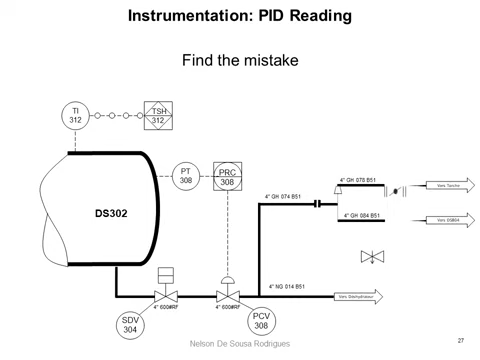 Instrumentation: PID Reading
Find the mistake
TI
312
TSH
312
PT
308
PRC
308
DS302
4" GH 078 B51
Vers Torche
4" GH 074 B51
4" GH 084 B51
4" NG 014 B51
4" 600#RF
4" 600#RF
SDV
304
PCV
308
Nelson De Sousa Rodrigues
27